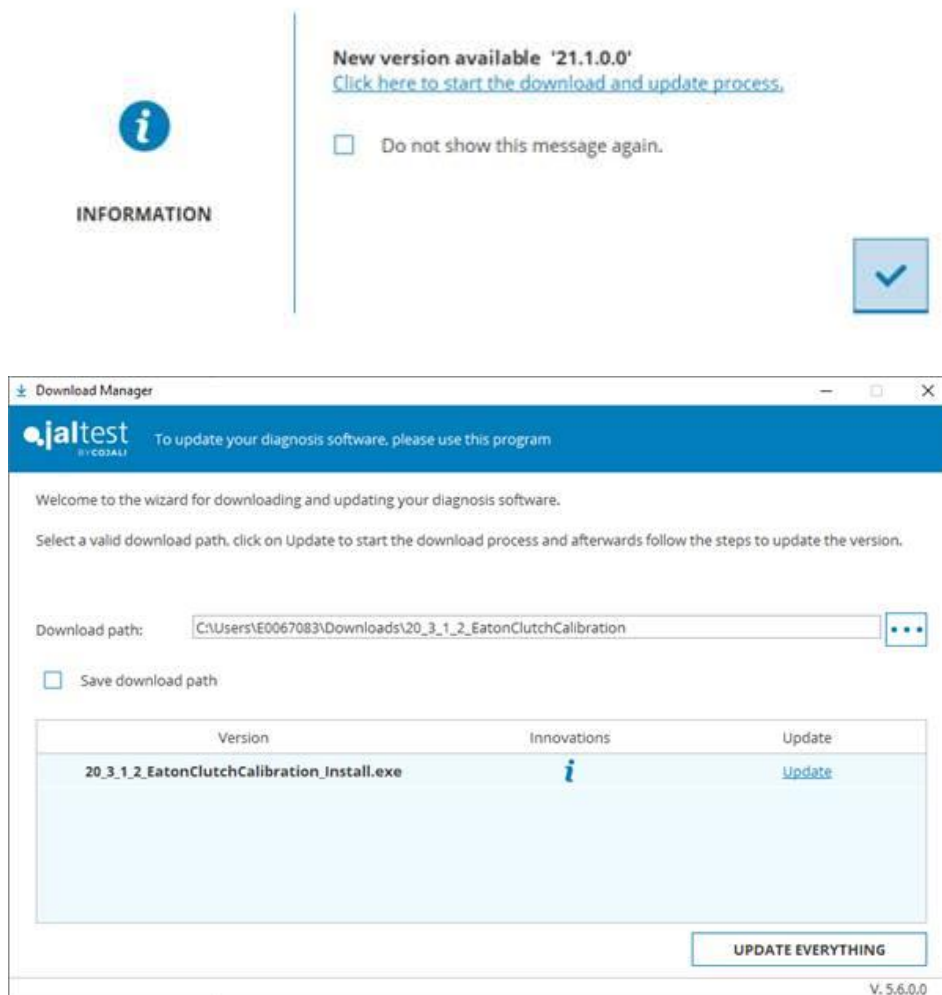 New version available '21.1.0.0'
Click here to start the download and update process.
Do not show this message again.
INFORMATION
Download Manager
jaltest
BY COJALI
To update your diagnosis software, please use this program
Welcome to the wizard for downloading and updating your diagnosis software.
Select a valid download path, click on Update to start the download process and afterwards follow the steps to update the version.
Download path:
C:\Users\E0067083\Downloads\20_3_1_2_EatonClutchCalibration
...
Save download path
Version Innovations Update
20_3_1_2_EatonClutchCalibration_Install.exe i Update
UPDATE EVERYTHING
V. 5.6.0.0